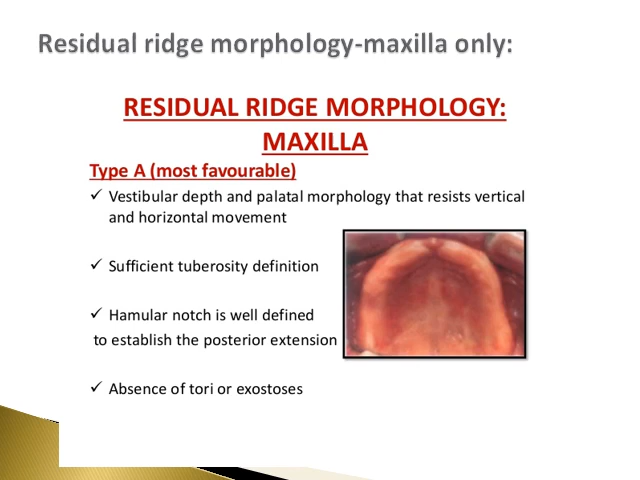 Residual ridge morphology-maxilla only:
RESIDUAL RIDGE MORPHOLOGY:
MAXILLA
Type A (most favourable)
✓ Vestibular depth and palatal morphology that resists vertical
and horizontal movement
✓ Sufficient tuberosity definition
✓ Hamular notch is well defined
to establish the posterior extension
✓ Absence of tori or exostoses